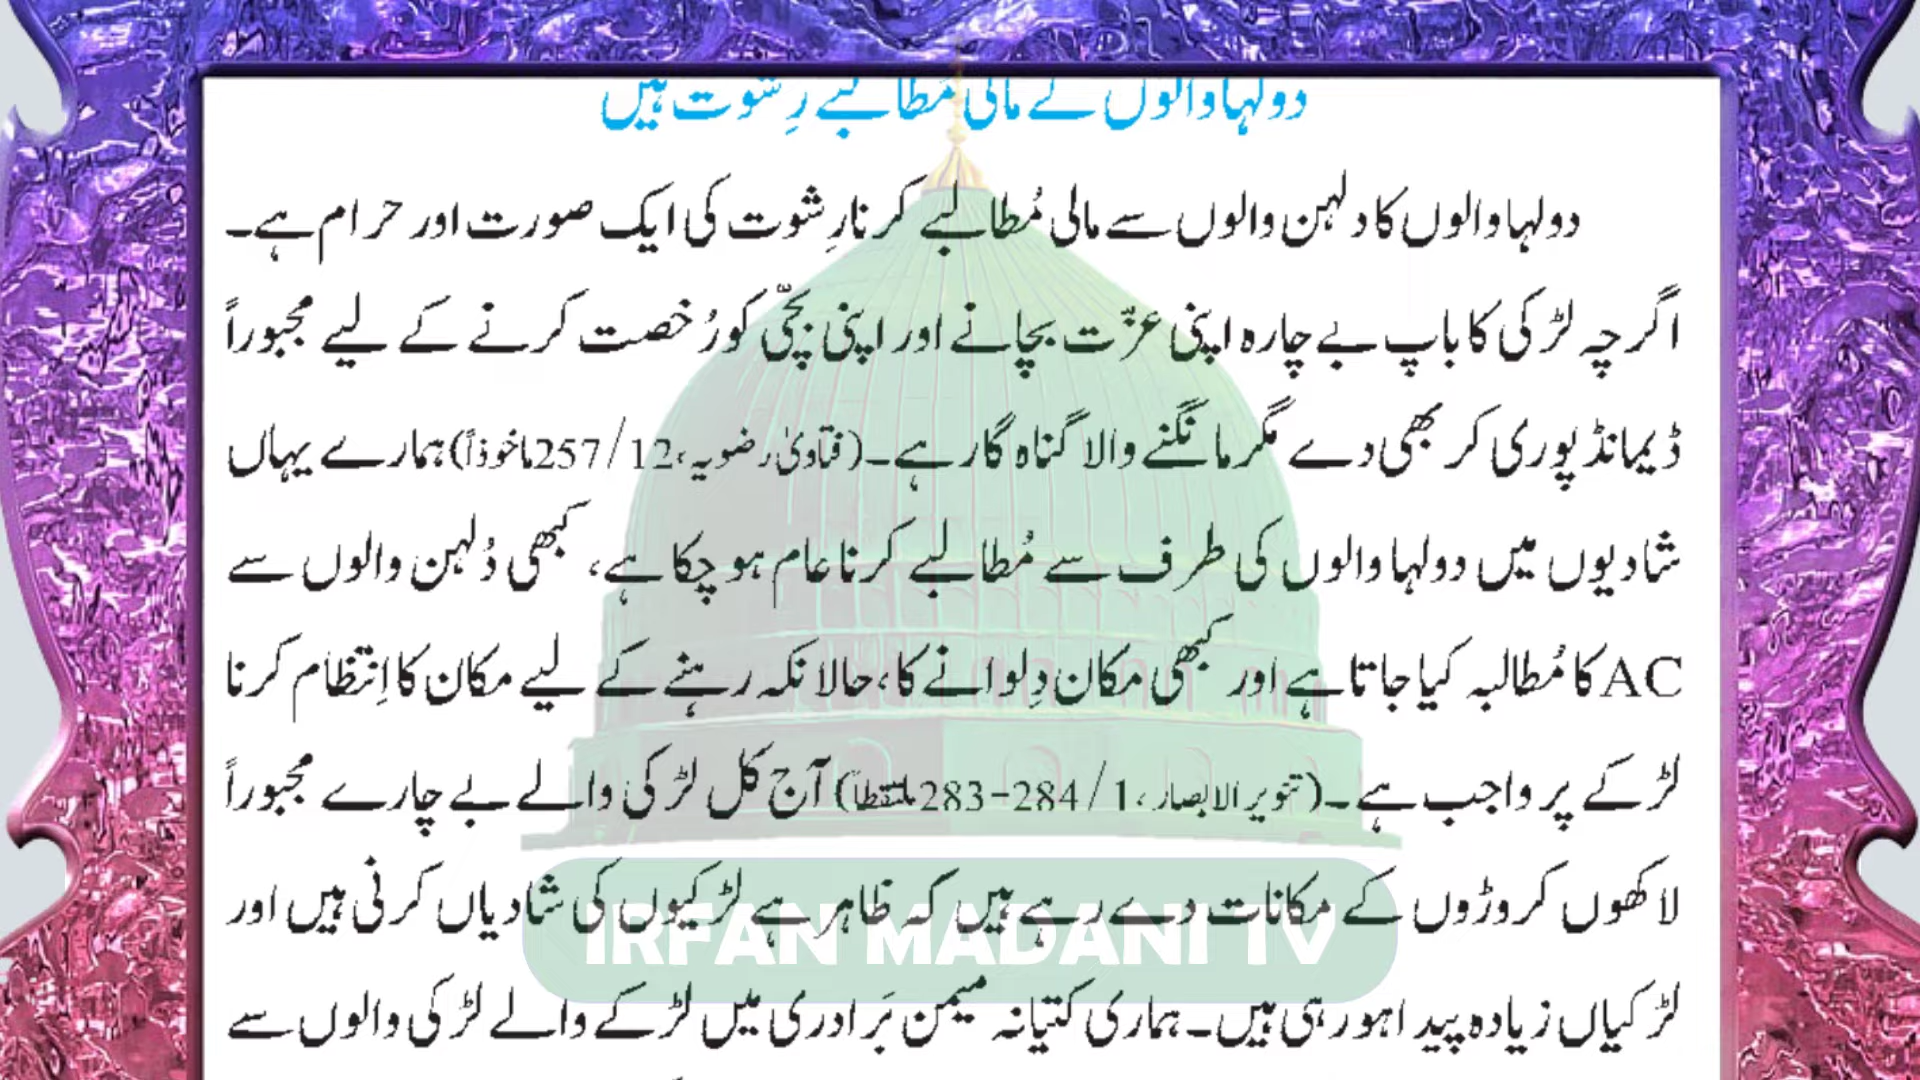 دولہا والوں کے مالی مُطالبے رِشوت ہیں
دولہا والوں کا دلہن والوں سے مالی مُطالبے کرنا رِشوت کی ایک صورت اور حرام ہے۔
اگرچہ لڑکی کا باپ بے چارہ اپنی عزّت بچانے اور اپنی بچّی کو رُخصت کرنے کے لیے مجبوراً
ڈیمانڈ پوری کر بھی دے مگر مانگنے والا گناہ گار ہے۔ (فتاویٰ رضویہ، 12/257 ماخوذاً) ہمارے یہاں
شادیوں میں دولہا والوں کی طرف سے مُطالبے کرنا عام ہو چکا ہے، کبھی دُلہن والوں سے
AC کا مُطالبہ کیا جاتا ہے اور کبھی مکان دِلوانے کا، حالانکہ رہنے کے لیے مکان کا اِنتظام کرنا
لڑکے پر واجب ہے۔ (تنویر الابصار، 1/283-284 ملتقطاً) آج کل لڑکی والے بے چارے مجبوراً
لاکھوں کروڑوں کے مکانات دے رہے ہیں کہ ظاہر ہے لڑکیوں کی شادیاں کرنی ہیں اور
IRFAN MADANI TV
لڑکیاں زیادہ پیدا ہو رہی ہیں۔ ہماری کتیانہ میمن بَرادری میں لڑکے والے لڑکی والوں سے